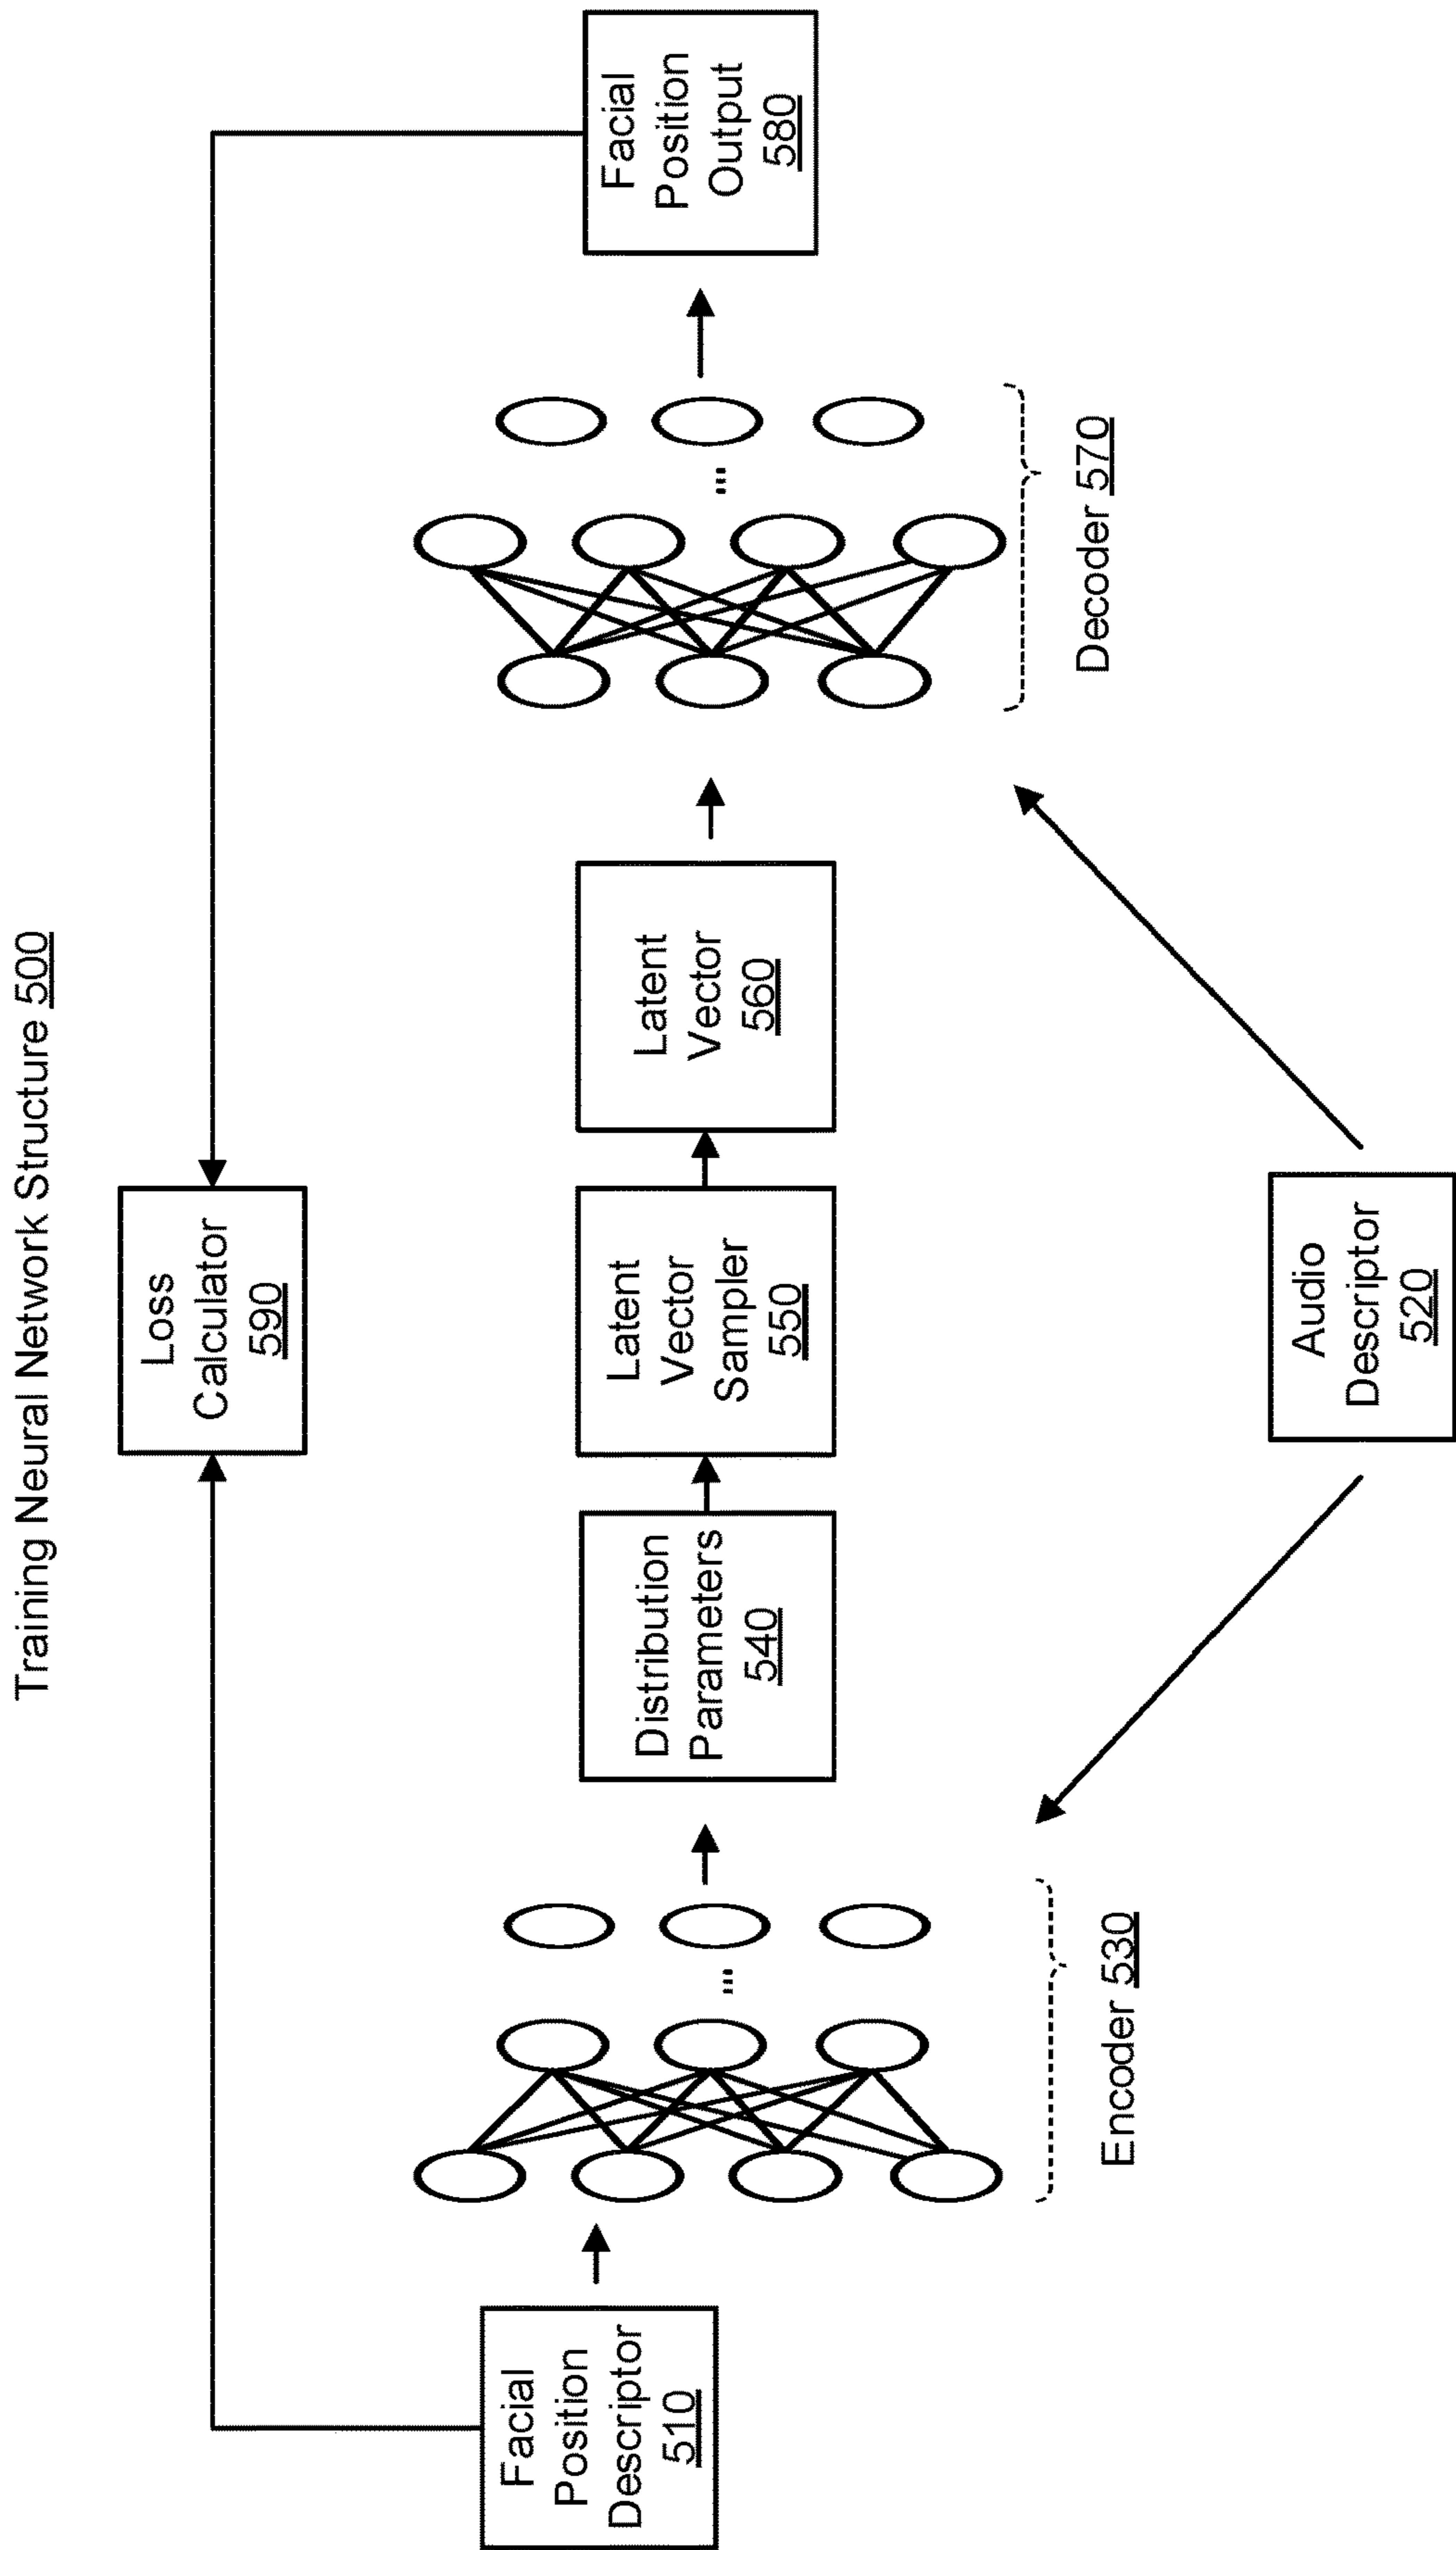 Training Neural Network Structure 500
Loss
Calculator
590
Facial
Position
Descriptor
510
...
Encoder 530
Distribution
Parameters
540
Latent
Vector
Sampler
550
Latent
Vector
560
...
Decoder 570
Facial
Position
Output
580
Audio
Descriptor
520